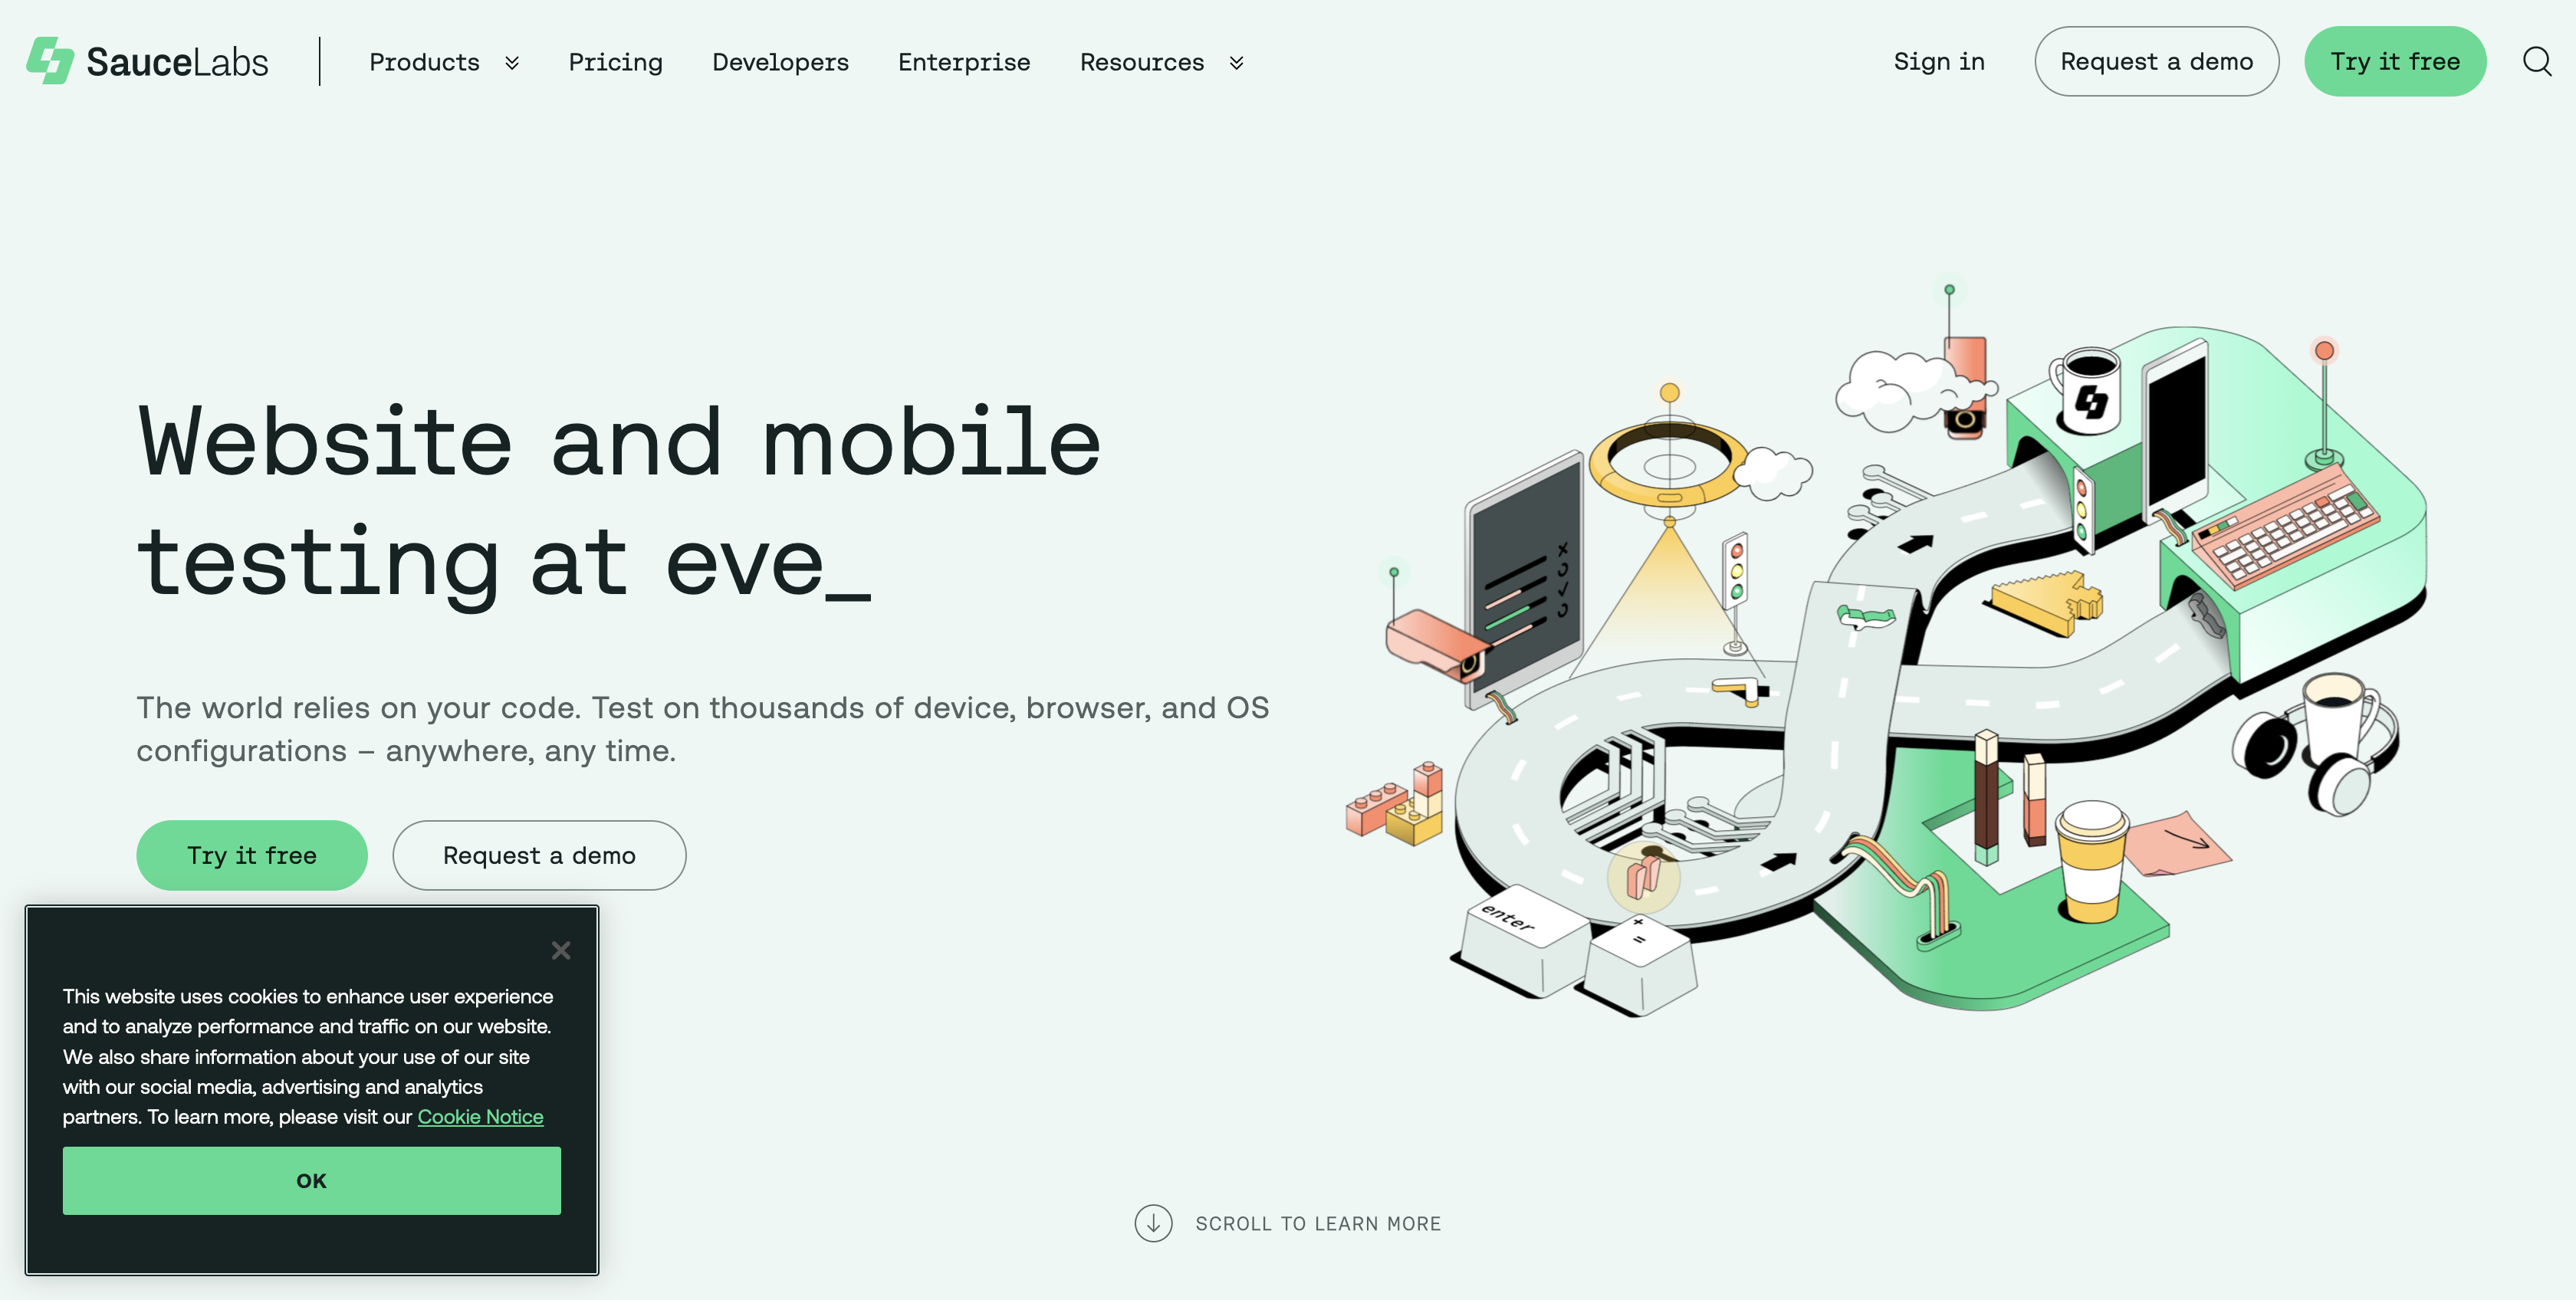 SauceLabs
Products
Pricing
Developers
Enterprise
Resources
Sign in
Request a demo
Try it free
Website and mobile
testing at eve_
The world relies on your code. Test on thousands of device, browser, and OS
configurations – anywhere, any time.
Try it free
Request a demo
enter
+
=
This website uses cookies to enhance user experience
and to analyze performance and traffic on our website.
We also share information about your use of our site
with our social media, advertising and analytics
partners. To learn more, please visit our Cookie Notice
OK
SCROLL TO LEARN MORE